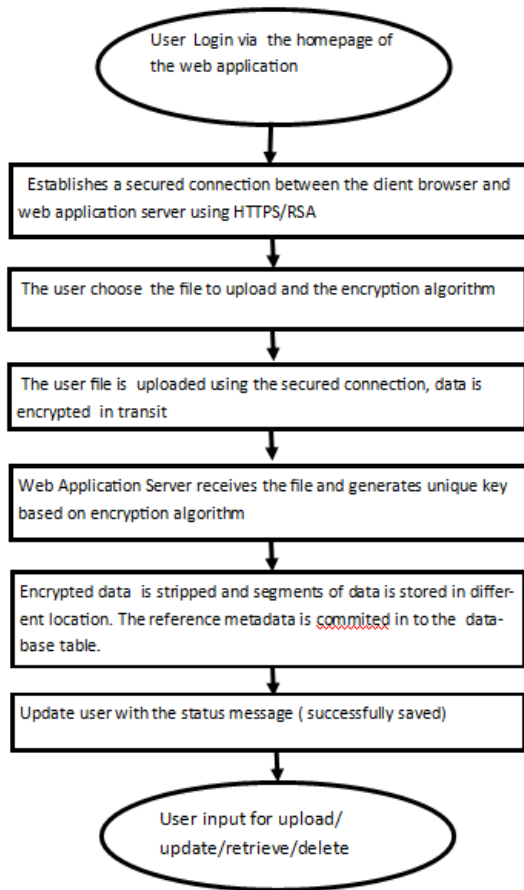 User Login via the homepage of
the web application
Establishes a secured connection between the client browser and
web application server using HTTPS/RSA
The user choose the file to upload and the encryption algorithm
The user file is uploaded using the secured connection, data is
encrypted in transit
Web Application Server receives the file and generates unique key
based on encryption algorithm
Encrypted data is stripped and segments of data is stored in differ-
ent location. The reference metadata is commited in to the data-
base table.
Update user with the status message ( successfully saved)
User input for upload/
update/retrieve/delete